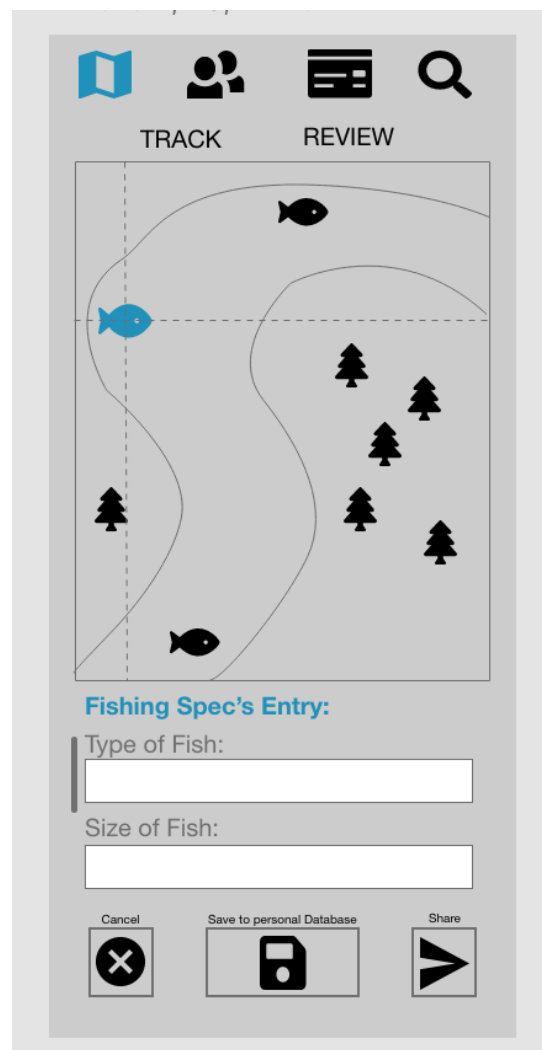 TRACK REVIEW
Fishing Spec's Entry:
Type of Fish:
Size of Fish:
Cancel Save to personal Database Share